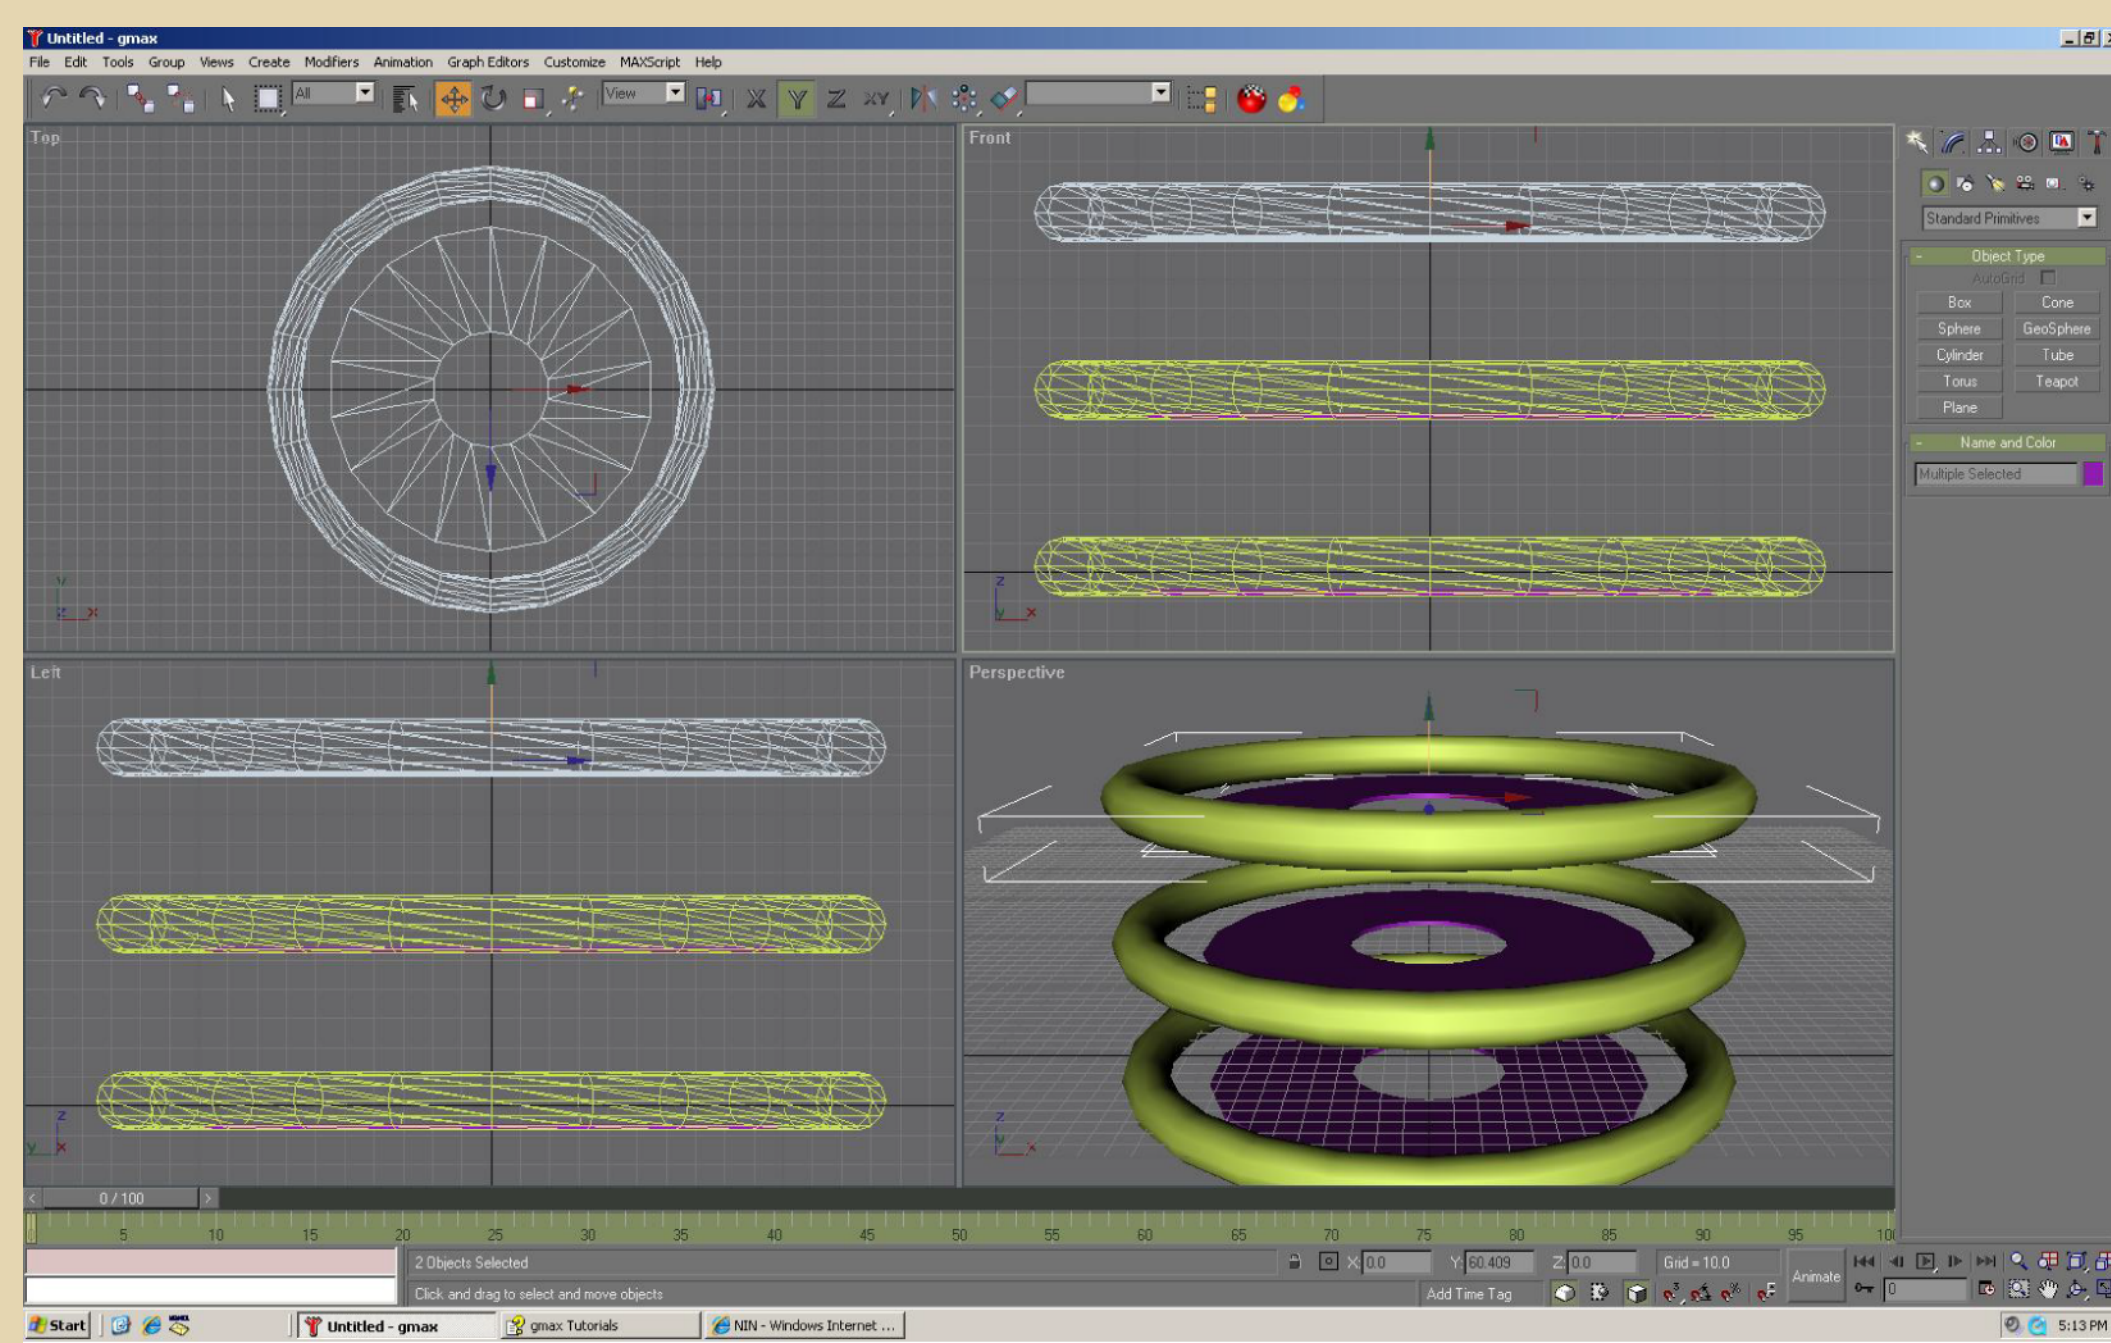 Untitled - gmax
File Edit Tools Group Views Create Modifiers Animation Graph Editors Customize MAXScript Help
All View X Y Z XY
Top
Front
Standard Primitives
Object Type
AutoGrid
Box Cone
Sphere GeoSphere
Cylinder Tube
Torus Teapot
Plane
Name and Color
Multiple Selected
Y
Z X
Z
Y X
Left
Perspective
Z
Y X
Z
Y X
0 / 100
5 10 15 20 25 30 35 40 45 50 55 60 65 70 75 80 85 90 95 100
2 Objects Selected X: 0.0 Y: 60.409 Z: 0.0 Grid = 10.0
Click and drag to select and move objects Add Time Tag Animate 0
Start Untitled - gmax gmax Tutorials NIN - Windows Internet ... 5:13 PM